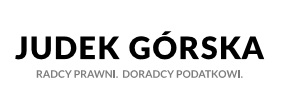 JUDEK GÓRSKA
RADCY PRAWNI. DORADCY PODATKOWI.